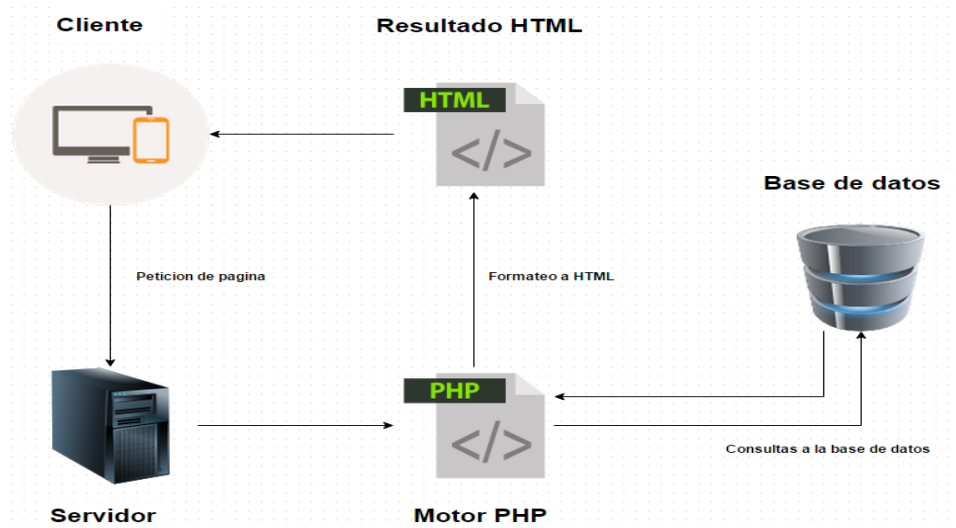 Cliente
Resultado HTML
HTML
</>
Base de datos
Peticion de pagina
Formateo a HTML
PHP
</>
Consultas a la base de datos
Servidor
Motor PHP